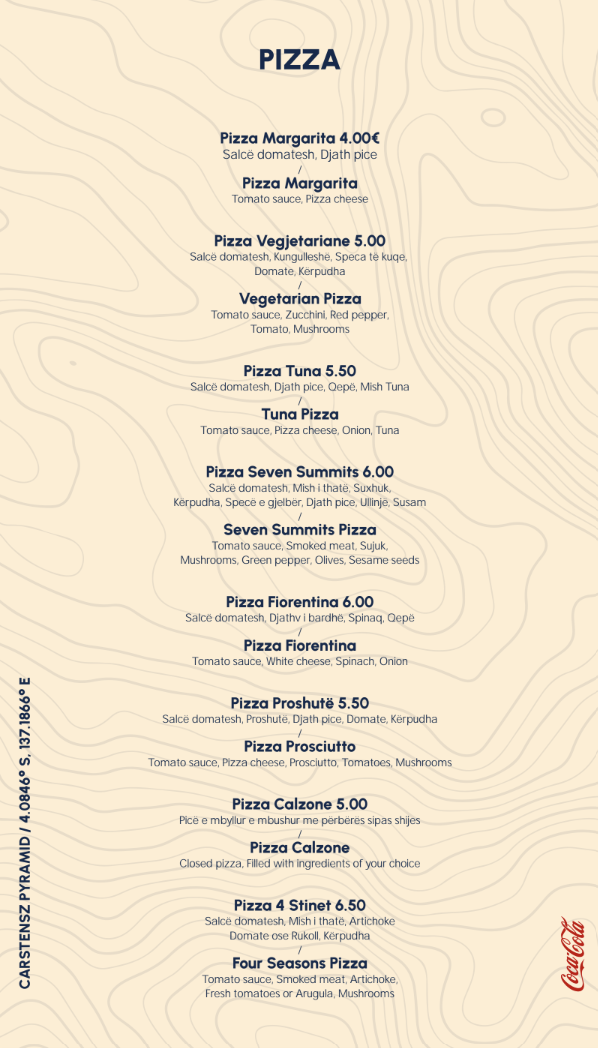 PIZZA
Pizza Margarita 4.00€
Salcë domatesh, Djath pice
/
Pizza Margarita
Tomato sauce, Pizza cheese
Pizza Vegjetariane 5.00
Salcë domatesh, Kungulleshë, Speca të kuqe,
Domate, Kërpudha
/
Vegetarian Pizza
Tomato sauce, Zucchini, Red pepper,
Tomato, Mushrooms
Pizza Tuna 5.50
Salcë domatesh, Djath pice, Qepë, Mish Tuna
/
Tuna Pizza
Tomato sauce, Pizza cheese, Onion, Tuna
Pizza Seven Summits 6.00
Salcë domatesh, Mish i thatë, Suxhuk,
Kërpudha, Specë e gjelbër, Djath pice, Ullinjë, Susam
/
Seven Summits Pizza
Tomato sauce, Smoked meat, Sujuk,
Mushrooms, Green pepper, Olives, Sesame seeds
Pizza Fiorentina 6.00
Salcë domatesh, Djathv i bardhë, Spinaq, Qepë
/
Pizza Fiorentina
Tomato sauce, White cheese, Spinach, Onion
Pizza Proshutë 5.50
Salcë domatesh, Proshutë, Djath pice, Domate, Kërpudha
/
Pizza Prosciutto
Tomato sauce, Pizza cheese, Prosciutto, Tomatoes, Mushrooms
Pizza Calzone 5.00
Picë e mbyllur e mbushur me përbërës sipas shijes
/
Pizza Calzone
Closed pizza, Filled with ingredients of your choice
Pizza 4 Stinet 6.50
Salcë domatesh, Mish i thatë, Artichoke
Domate ose Rukoll, Kërpudha
/
Four Seasons Pizza
Tomato sauce, Smoked meat, Artichoke,
Fresh tomatoes or Arugula, Mushrooms
CARSTENSZ PYRAMID / 4.0846° S, 137.1866° E
Coca-Cola